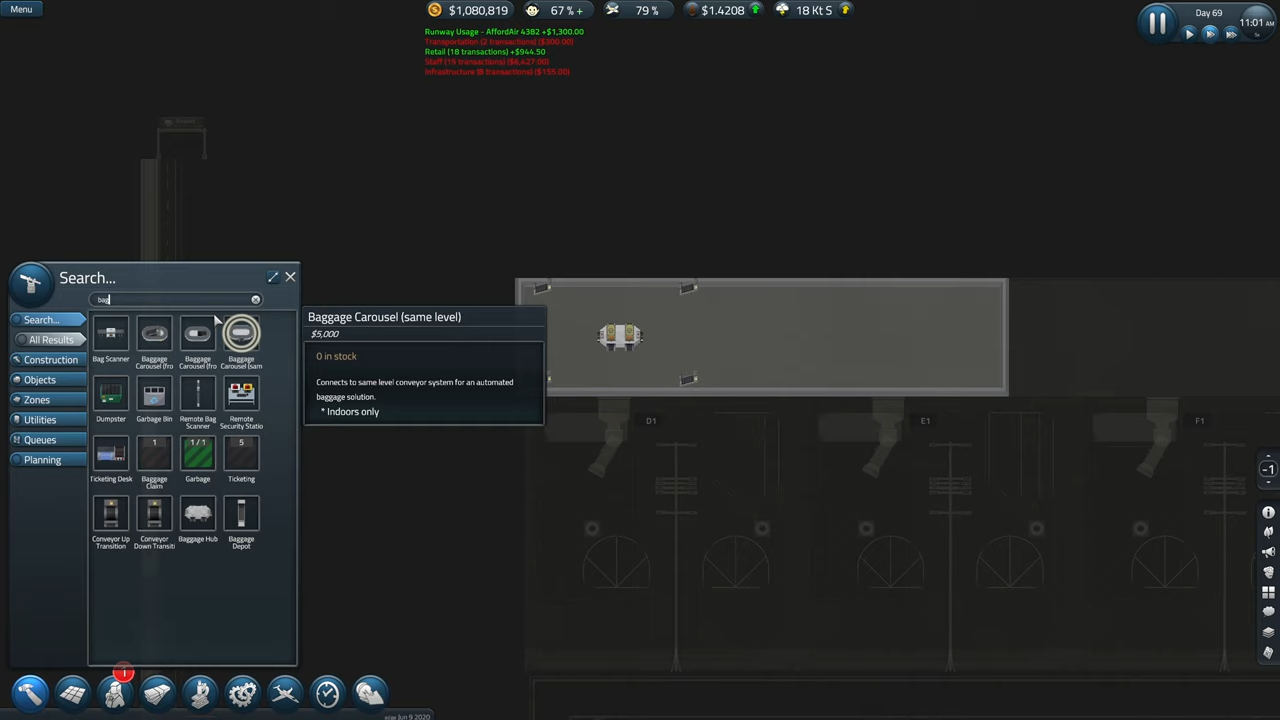 Menu
$1,080,819
67 % +
79 %
$1.4208
18 Kt S
Day 69
11:01 AM
5x
Runway Usage - AffordAir 4382 +$1,300.00
Transportation (2 transactions) ($300.00)
Retail (18 transactions) +$944.50
Staff (15 transactions) ($6,427.00)
Infrastructure (8 transactions) ($155.00)
Search...
bag
Search...
All Results
Construction
Objects
Zones
Utilities
Queues
Planning
Bag Scanner
Baggage Carousel (fro
Baggage Carousel (fro
Baggage Carousel (sam
Dumpster
Garbage Bin
Remote Bag Scanner
Remote Security Statio
1
1 / 1
5
Ticketing Desk
Baggage Claim
Garbage
Ticketing
Conveyor Up Transition
Conveyor Down Transiti
Baggage Hub
Baggage Depot
Baggage Carousel (same level)
$5,000
0 in stock
Connects to same level conveyor system for an automated
baggage solution.
* Indoors only
D1
E1
F1
-1
1
Jun 9 2020